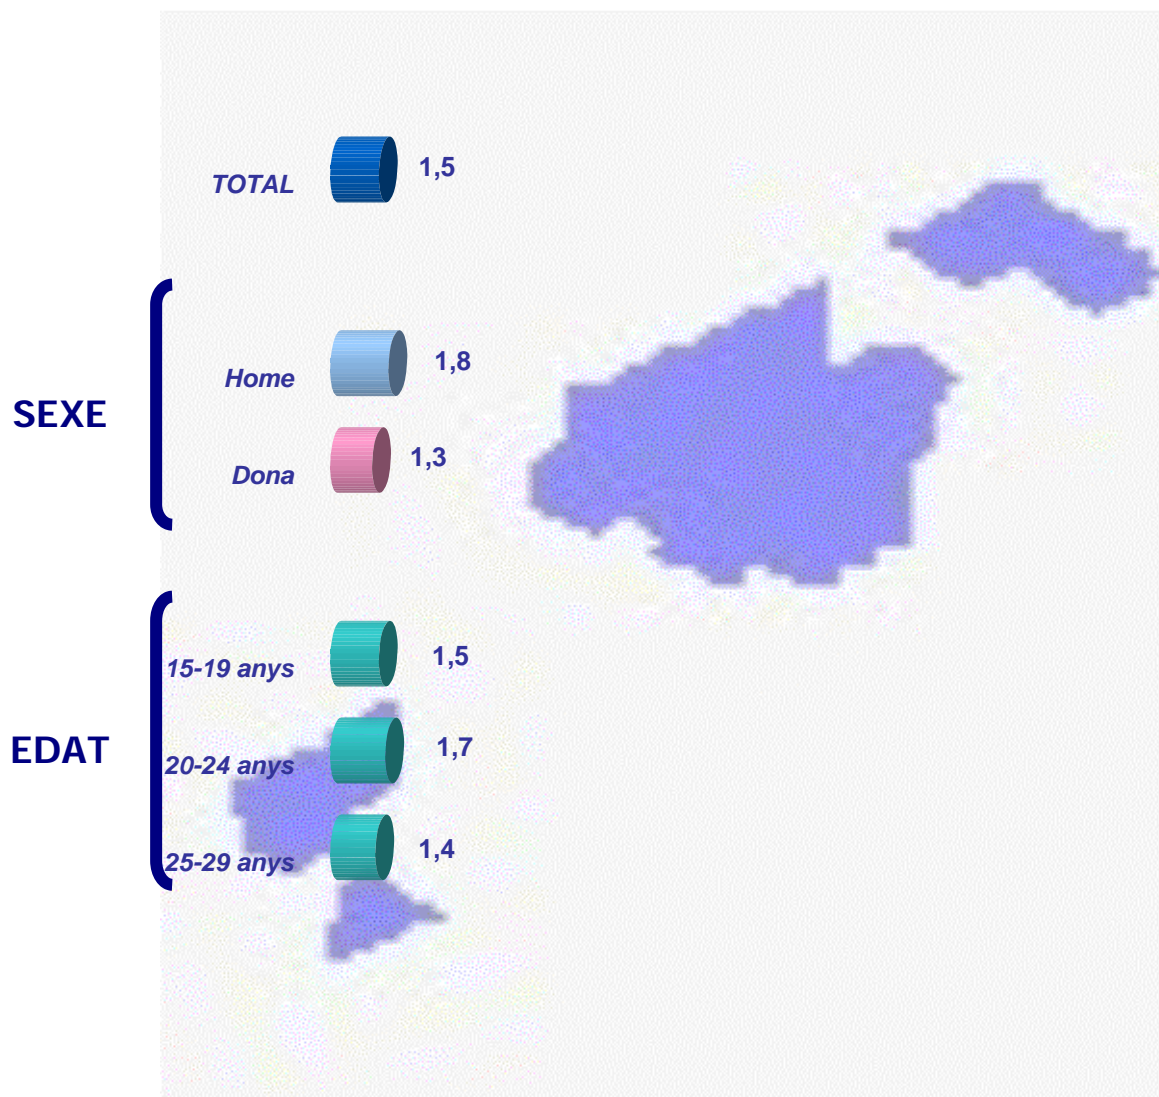 TOTAL 1,5
SEXE
Home 1,8
Dona 1,3
EDAT
15-19 anys 1,5
20-24 anys 1,7
25-29 anys 1,4